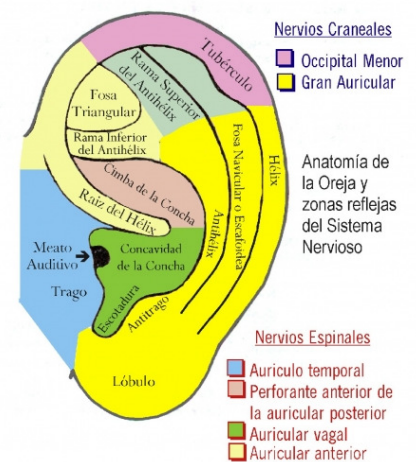 Nervios Craneales
Occipital Menor
Gran Auricular
Tubérculo
Rama Superior
del Antihélix
Fosa
Triangular
Rama Inferior
del Antihélix
Cimba de la Concha
Raiz del Hélix
Fosa Navicular o Escafoidea
Hélix
Antihélix
Anatomía de
la Oreja y
zonas reflejas
del Sistema
Nervioso
Meato
Auditivo
Concavidad
de la Concha
Trago
Escotadura
Antitrago
Lóbulo
Nervios Espinales
Auriculo temporal
Perforante anterior de
la auricular posterior
Auricular vagal
Auricular anterior